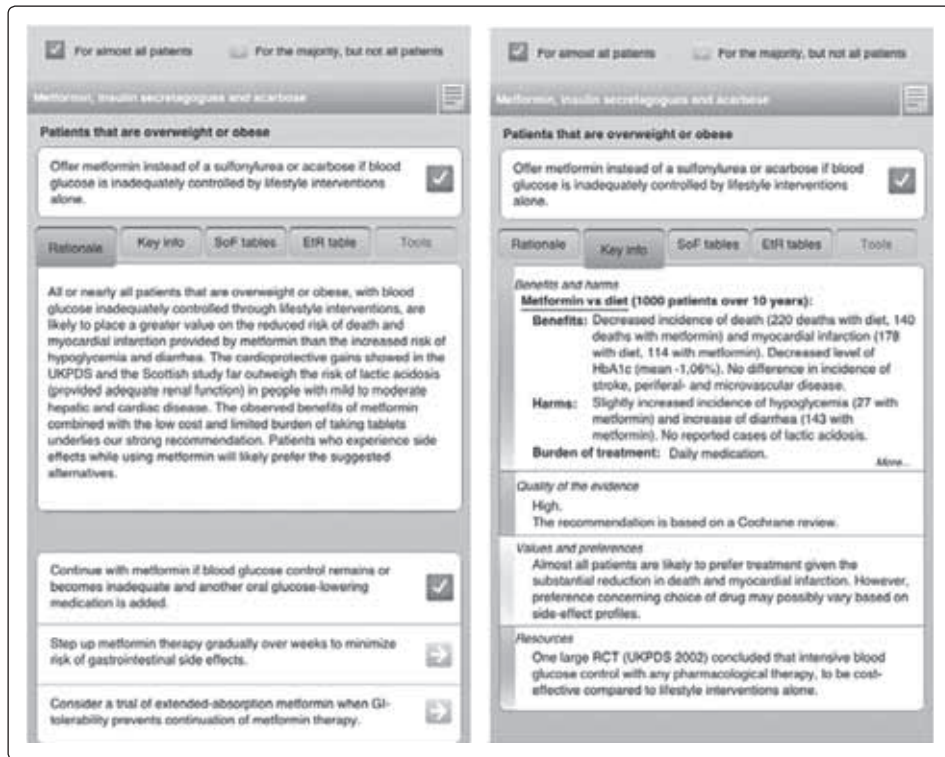 For almost all patients
For the majority, but not all patients
Metformin, insulin secretagogues and acarbose
Patients that are overweight or obese
Offer metformin instead of a sulfonylurea or acarbose if blood
glucose is inadequately controlled by lifestyle interventions
alone.
Rationale
Key info
SoF tables
EtR table
Tools
All or nearly all patients that are overweight or obese, with blood
glucose inadequately controlled through lifestyle interventions, are
likely to place a greater value on the reduced risk of death and
myocardial infarction provided by metformin than the increased risk of
hypoglycemia and diarrhea. The cardioprotective gains showed in the
UKPDS and the Scottish study far outweigh the risk of lactic acidosis
(provided adequate renal function) in people with mild to moderate
hepatic and cardiac disease. The observed benefits of metformin
combined with the low cost and limited burden of taking tablets
underlies our strong recommendation. Patients who experience side
effects while using metformin will likely prefer the suggested
alternatives.
Continue with metformin if blood glucose control remains or
becomes inadequate and another oral glucose-lowering
medication is added.
Step up metformin therapy gradually over weeks to minimize
risk of gastrointestinal side effects.
Consider a trial of extended-absorption metformin when GI-
tolerability prevents continuation of metformin therapy.
For almost all patients
For the majority, but not all patients
Metformin, insulin secretagogues and acarbose
Patients that are overweight or obese
Offer metformin instead of a sulfonylurea or acarbose if blood
glucose is inadequately controlled by lifestyle interventions
alone.
Rationale
Key info
SoF tables
EtR tables
Tools
Benefits and harms
Metformin vs diet (1000 patients over 10 years):
Benefits: Decreased incidence of death (220 deaths with diet, 140
deaths with metformin) and myocardial infarction (178
with diet, 114 with metformin). Decreased level of
HbA1c (mean -1,06%). No difference in incidence of
stroke, periferal- and microvascular disease.
Harms: Slightly increased incidence of hypoglycemia (27 with
metformin) and increase of diarrhea (143 with
metformin). No reported cases of lactic acidosis.
Burden of treatment: Daily medication.
More...
Quality of the evidence
High.
The recommendation is based on a Cochrane review.
Values and preferences
Almost all patients are likely to prefer treatment given the
substantial reduction in death and myocardial infarction. However,
preference concerning choice of drug may possibly vary based on
side-effect profiles.
Resources
One large RCT (UKPDS 2002) concluded that intensive blood
glucose control with any pharmacological therapy, to be cost-
effective compared to lifestyle interventions alone.